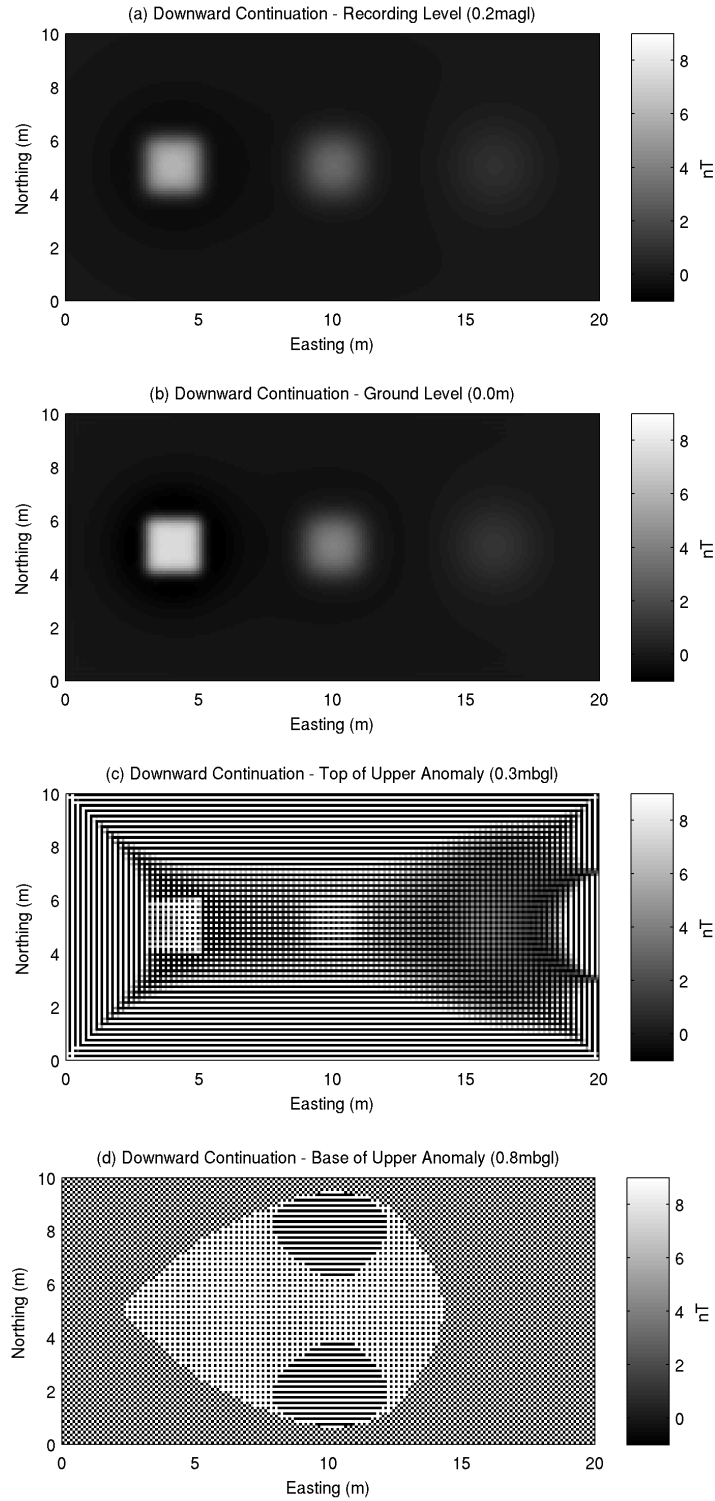 (a) Downward Continuation - Recording Level (0.2magl)
10
8
6
4
2
0
Northing (m)
0 5 10 15 20
Easting (m)
8
6
4
2
0
nT
(b) Downward Continuation - Ground Level (0.0m)
10
8
6
4
2
0
Northing (m)
0 5 10 15 20
Easting (m)
8
6
4
2
0
nT
(c) Downward Continuation - Top of Upper Anomaly (0.3mbgl)
10
8
6
4
2
0
Northing (m)
0 5 10 15 20
Easting (m)
8
6
4
2
0
nT
(d) Downward Continuation - Base of Upper Anomaly (0.8mbgl)
10
8
6
4
2
0
Northing (m)
0 5 10 15 20
Easting (m)
8
6
4
2
0
nT